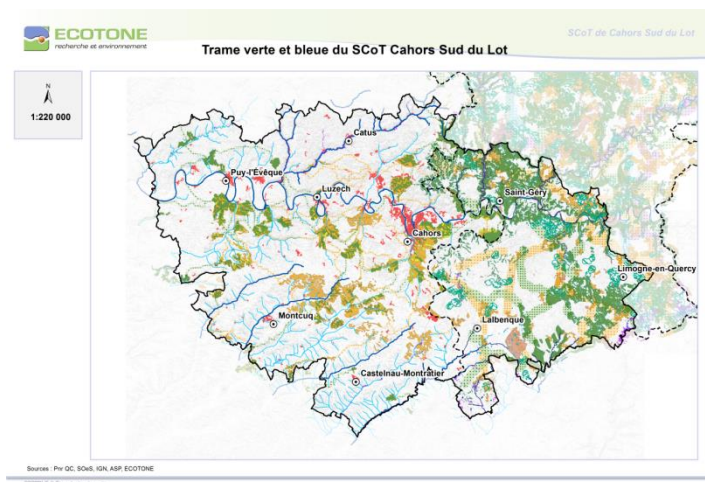 ECOTONE
recherche et environnement
SCoT de Cahors Sud du Lot
Trame verte et bleue du SCoT Cahors Sud du Lot
N
1:220 000
Catus
Puy-l'Évêque
Luzech
Saint-Géry
Cahors
Limogne-en-Quercy
Montcuq
Lalbenque
Castelnau-Montratier
Sources : Pnr QC, SOeS, IGN, ASP, ECOTONE